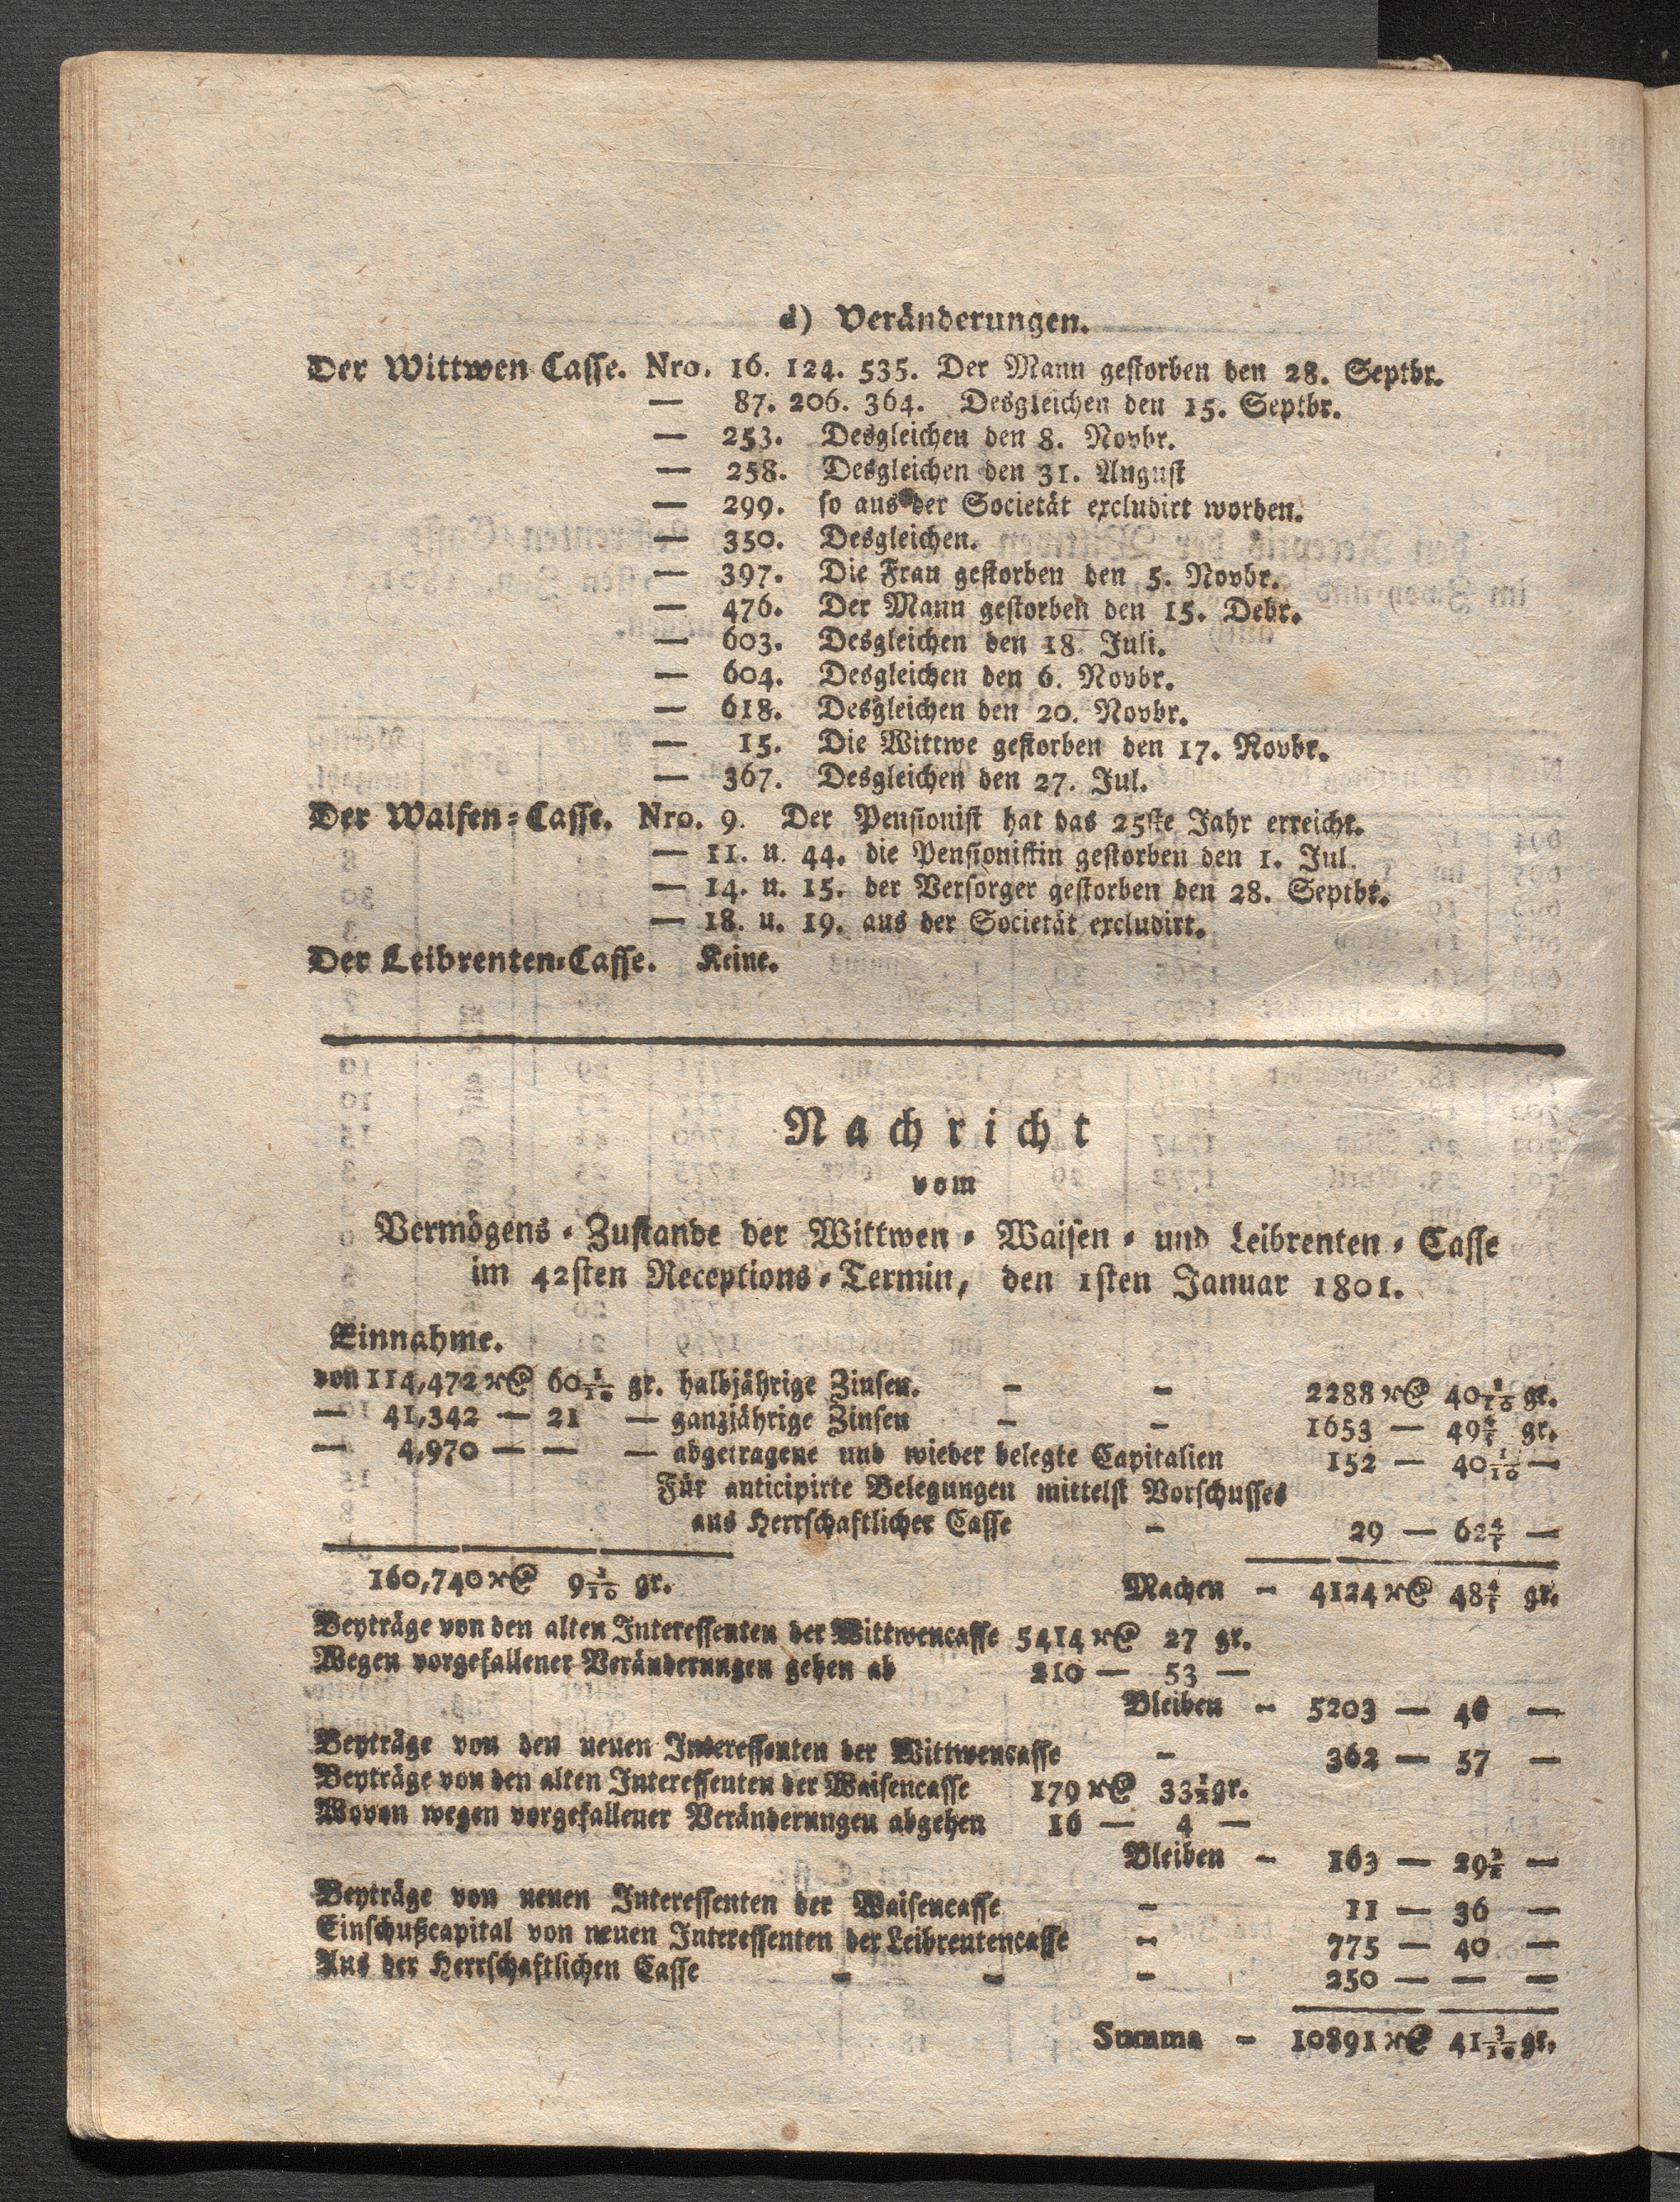 d) Veränderungen.
Der Wittwen Casse. Nro. 16. 124. 535. Der Mann gestorben den 28. Septbr.
— 87. 206. 364. Desgleichen den 15. Septbr.
— 253. Desgleichen den 8. Novbr.
— 258. Desgleichen den 31. August
— 299. so aus der Societät excludirt worden.
— 350. Desgleichen.
— 397. Die Frau gestorben den 5. Novbr.
— 476. Der Mann gestorben den 15. Debr.
— 603. Desgleichen den 18. Juli.
— 604. Desgleichen den 6. Novbr.
— 618. Desgleichen den 20. Novbr.
— 15. Die Wittwe gestorben den 17. Novbr.
— 367. Desgleichen den 27. Jul.
Der Waisen-Casse. Nro. 9. Der Pensionist hat das 25ste Jahr erreicht.
— 11. u. 44. die Pensionistin gestorben den 1. Jul.
— 14. u. 15. der Versorger gestorben den 28. Septbr.
— 18. u. 19. aus der Societät excludirt.
Der Leibrenten-Casse. Keine.
Nachricht
vom
Vermögens-Zustande der Wittwen- Waisen- und Leibrenten-Casse
im 42sten Receptions-Termin, den 1sten Januar 1801.
Einnahme.
von 114,472 ₰ 60 1/10 gr. halbjährige Zinsen. - - 2288 ₰ 40 1/10 gr.
— 41,342 — 21 — ganzjährige Zinsen - - 1653 — 49 4/5 gr.
— 4,970 — — — abgetragene und wieder belegte Capitalien 152 — 40 1/10 —
Für anticipirte Belegungen mittelst Vorschusses
aus Herrschaftlicher Casse - 29 — 62 4/5 —
160,740 ₰ 9 1/10 gr. Machen - 4124 ₰ 48 4/5 gr.
Beyträge von den alten Interessenten der Wittwencasse 5414 ₰ 27 gr.
Wegen vorgefallener Veränderungen gehen ab 210 — 53 —
Bleiben - 5203 — 46 —
Beyträge von den neuen Interessenten der Wittwencasse - 362 — 57 —
Beyträge von den alten Interessenten der Waisencasse 179 ₰ 33 1/2 gr.
Wovon wegen vorgefallener Veränderungen abgehen 16 — 4 —
Bleiben - 163 — 29 1/2 —
Beyträge von neuen Interessenten der Waisencasse - 11 — 36 —
Einschußcapital von neuen Interessenten der Leibrentencasse - 775 — 40 —
Aus der Herrschaftlichen Casse - - - 250 — — —
Summa - 10891 ₰ 41 3/10 gr.